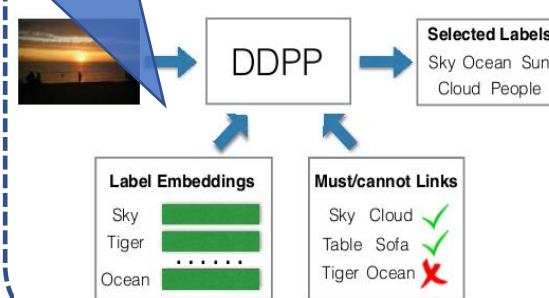 DDPP
Selected Labels
Sky Ocean Sun
Cloud People
Label Embeddings
Sky
Tiger
......
Ocean
Must/cannot Links
Sky Cloud
Table Sofa
Tiger Ocean